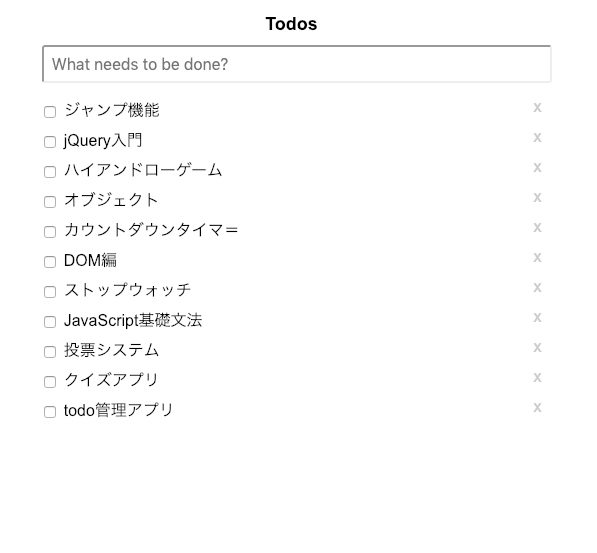 Todos
What needs to be done?
ジャンプ機能 x
jQuery入門 x
ハイアンドローゲーム x
オブジェクト x
カウントダウンタイマ＝ x
DOM編 x
ストップウォッチ x
JavaScript基礎文法 x
投票システム x
クイズアプリ x
todo管理アプリ x